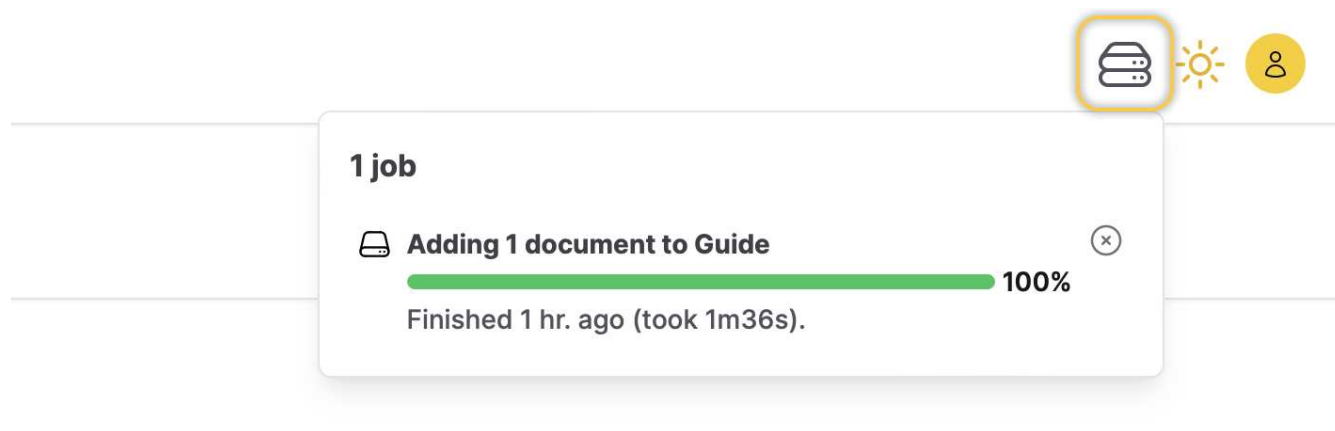 1 job
Adding 1 document to Guide
100%
Finished 1 hr. ago (took 1m36s).